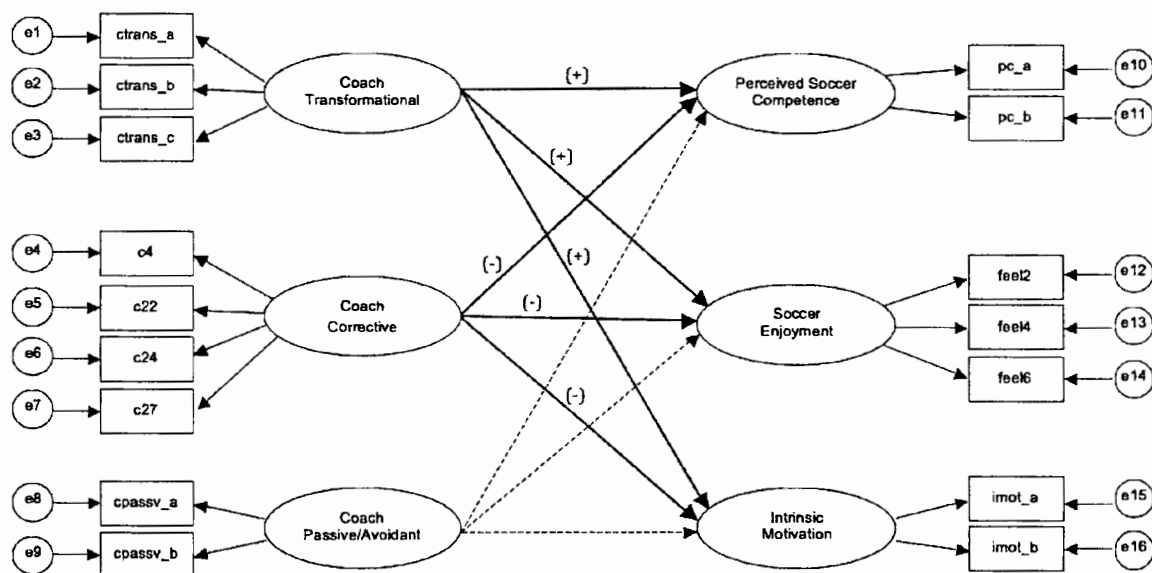 e1
ctrans_a
e2
ctrans_b
e3
ctrans_c
Coach
Transformational
(+)
(+)
(+)
Perceived Soccer
Competence
pc_a
e10
pc_b
e11
e4
c4
e5
c22
e6
c24
e7
c27
Coach
Corrective
(-)
(-)
(-)
Soccer
Enjoyment
feel2
e12
feel4
e13
feel6
e14
e8
cpassv_a
e9
cpassv_b
Coach
Passive/Avoidant
Intrinsic
Motivation
imot_a
e15
imot_b
e16